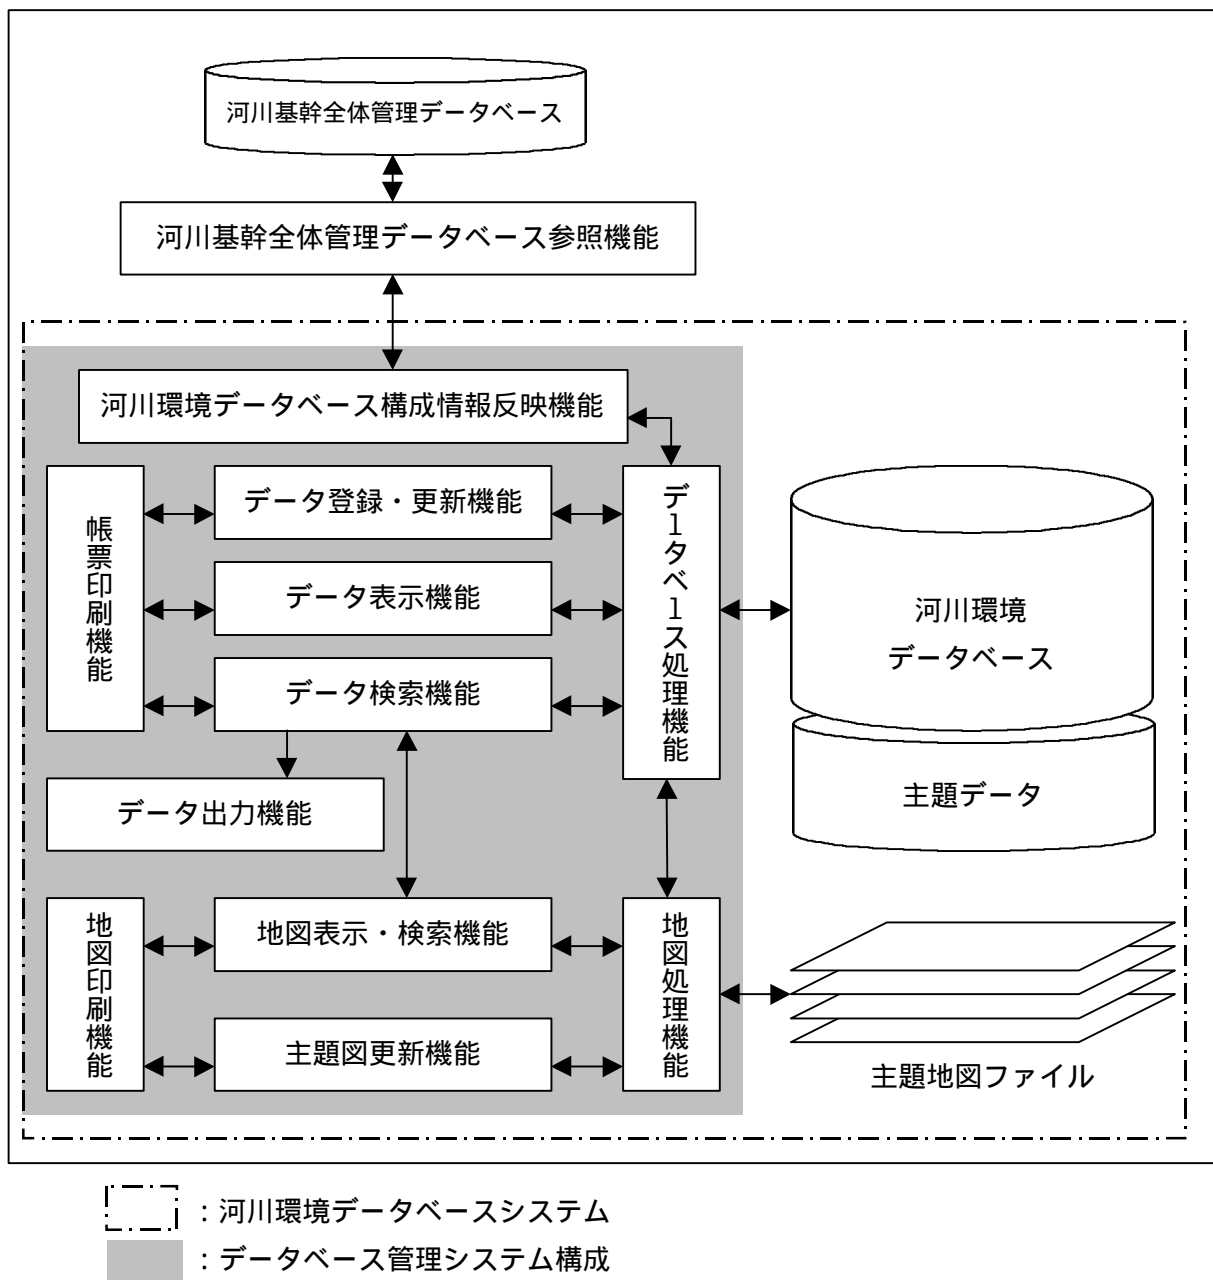 河川基幹全体管理データベース
河川基幹全体管理データベース参照機能
河川環境データベース構成情報反映機能
帳票印刷機能
データ登録・更新機能
データ表示機能
データ検索機能
データベース処理機能
河川環境
データベース
主題データ
データ出力機能
地図印刷機能
地図表示・検索機能
主題図更新機能
地図処理機能
主題地図ファイル
：河川環境データベースシステム
：データベース管理システム構成